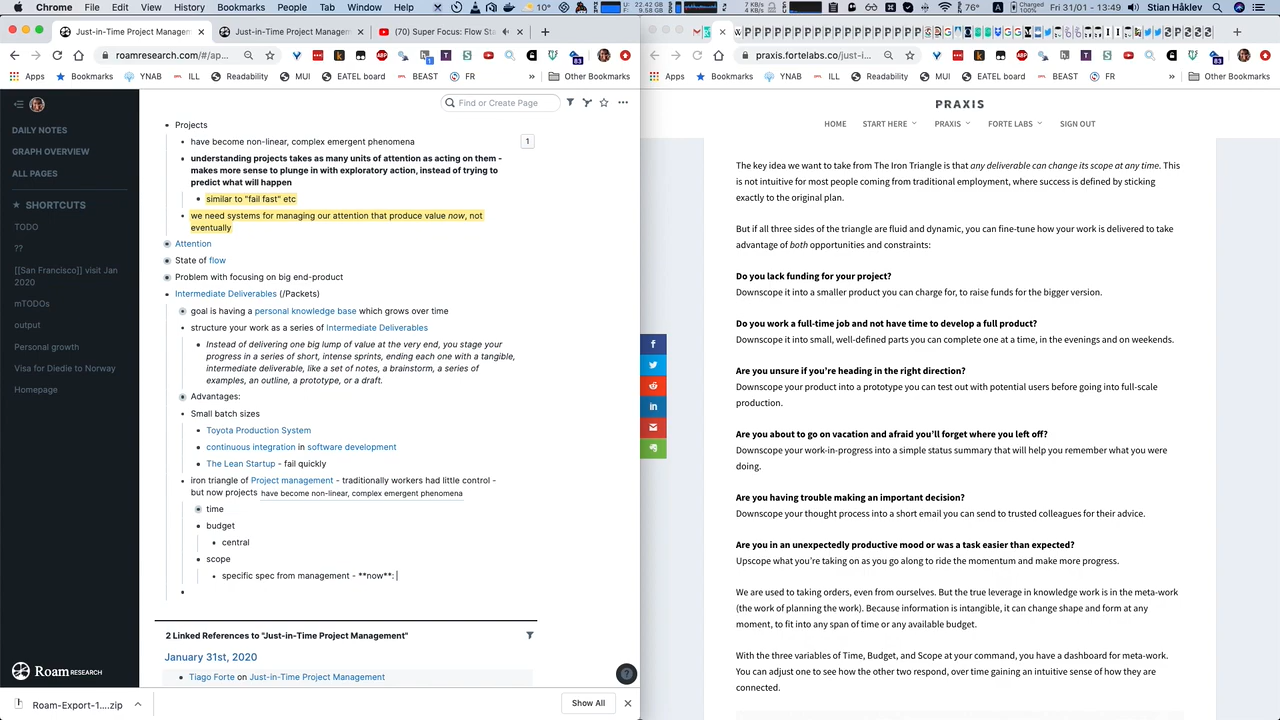 Chrome File Edit View History Bookmarks People Tab Window Help
U: 22.42 GB
F: 9.58 GB
10°
7 KB/s
4 KB/s
76°
Charged
100%
Fri 31/01 - 13:49
Stian Håklev
Just-in-Time Project Management
Just-in-Time Project Managemen
(70) Super Focus: Flow Sta
roamresearch.com/#/ap...
praxis.fortelabs.co/just-i...
Apps Bookmarks YNAB ILL Readability MUI EATEL board BEAST FR » Other Bookmarks
Apps Bookmarks YNAB ILL Readability MUI EATEL board BEAST FR » Other Bookmarks
Find or Create Page
DAILY NOTES
GRAPH OVERVIEW
ALL PAGES
★ SHORTCUTS
TODO
??
[[San Francisco]] visit Jan
2020
mTODOs
output
Personal growth
Visa for Diedie to Norway
Homepage
Roam RESEARCH
Projects
have become non-linear, complex emergent phenomena
1
understanding projects takes as many units of attention as acting on them -
makes more sense to plunge in with exploratory action, instead of trying to
predict what will happen
similar to "fail fast" etc
we need systems for managing our attention that produce value now, not
eventually
Attention
State of flow
Problem with focusing on big end-product
Intermediate Deliverables (/Packets)
goal is having a personal knowledge base which grows over time
structure your work as a series of Intermediate Deliverables
Instead of delivering one big lump of value at the very end, you stage your
progress in a series of short, intense sprints, ending each one with a tangible,
intermediate deliverable, like a set of notes, a brainstorm, a series of
examples, an outline, a prototype, or a draft.
Advantages:
Small batch sizes
Toyota Production System
continuous integration in software development
The Lean Startup - fail quickly
iron triangle of Project management - traditionally workers had little control -
but now projects have become non-linear, complex emergent phenomena
time
budget
central
scope
specific spec from management - **now**:
2 Linked References to "Just-in-Time Project Management"
January 31st, 2020
Tiago Forte on Just-in-Time Project Management
Roam-Export-1....zip
Show All
PRAXIS
HOME START HERE PRAXIS FORTE LABS SIGN OUT
The key idea we want to take from The Iron Triangle is that any deliverable can change its scope at any time. This
is not intuitive for most people coming from traditional employment, where success is defined by sticking
exactly to the original plan.
But if all three sides of the triangle are fluid and dynamic, you can fine-tune how your work is delivered to take
advantage of both opportunities and constraints:
Do you lack funding for your project?
Downscope it into a smaller product you can charge for, to raise funds for the bigger version.
Do you work a full-time job and not have time to develop a full product?
Downscope it into small, well-defined parts you can complete one at a time, in the evenings and on weekends.
Are you unsure if you're heading in the right direction?
Downscope your product into a prototype you can test out with potential users before going into full-scale
production.
Are you about to go on vacation and afraid you'll forget where you left off?
Downscope your work-in-progress into a simple status summary that will help you remember what you were
doing.
Are you having trouble making an important decision?
Downscope your thought process into a short email you can send to trusted colleagues for their advice.
Are you in an unexpectedly productive mood or was a task easier than expected?
Upscope what you're taking on as you go along to ride the momentum and make more progress.
We are used to taking orders, even from ourselves. But the true leverage in knowledge work is in the meta-work
(the work of planning the work). Because information is intangible, it can change shape and form at any
moment, to fit into any span of time or any available budget.
With the three variables of Time, Budget, and Scope at your command, you have a dashboard for meta-work.
You can adjust one to see how the other two respond, over time gaining an intuitive sense of how they are
connected.